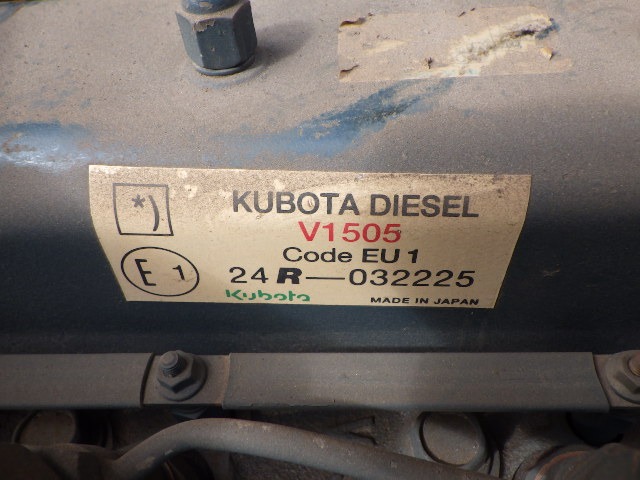 *)
KUBOTA DIESEL
V1505
Code EU 1
E 1
24 R—032225
Kubota
MADE IN JAPAN